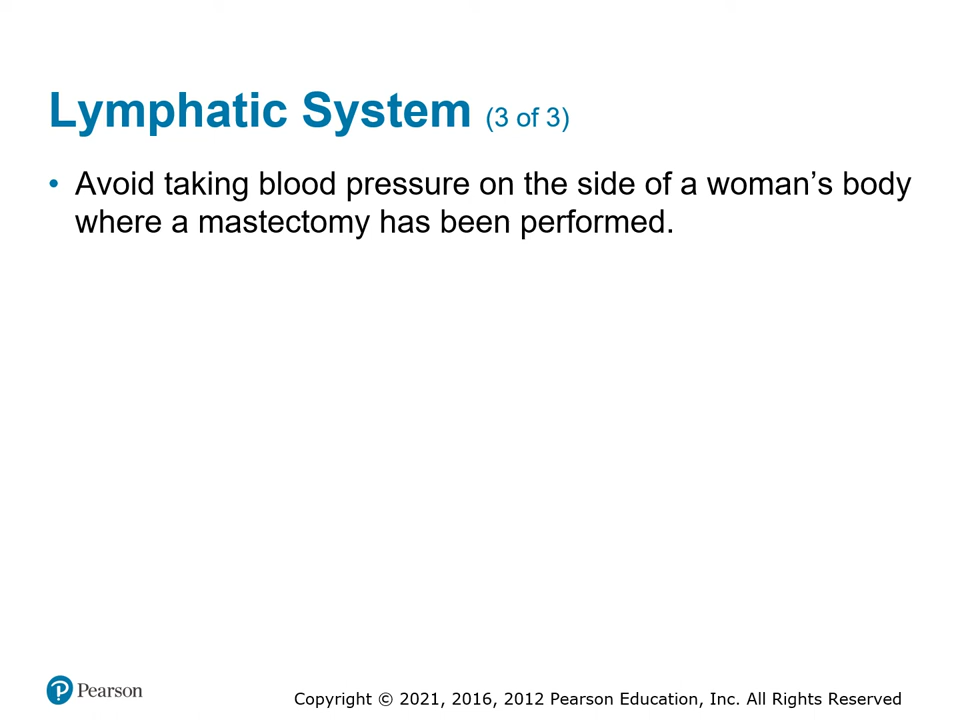 Lymphatic System (3 of 3)
• Avoid taking blood pressure on the side of a woman’s body
where a mastectomy has been performed.
Pearson
Copyright © 2021, 2016, 2012 Pearson Education, Inc. All Rights Reserved